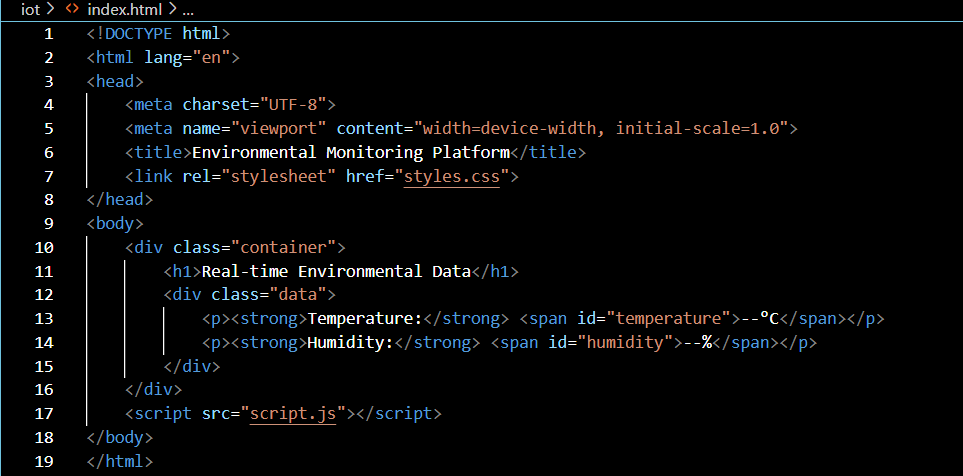 iot > <> index.html > ...
1 <!DOCTYPE html>
2 <html lang="en">
3 <head>
4     <meta charset="UTF-8">
5     <meta name="viewport" content="width=device-width, initial-scale=1.0">
6     <title>Environmental Monitoring Platform</title>
7     <link rel="stylesheet" href="styles.css">
8 </head>
9 <body>
10     <div class="container">
11         <h1>Real-time Environmental Data</h1>
12         <div class="data">
13             <p><strong>Temperature:</strong> <span id="temperature">--°C</span></p>
14             <p><strong>Humidity:</strong> <span id="humidity">--%</span></p>
15         </div>
16     </div>
17     <script src="script.js"></script>
18 </body>
19 </html>